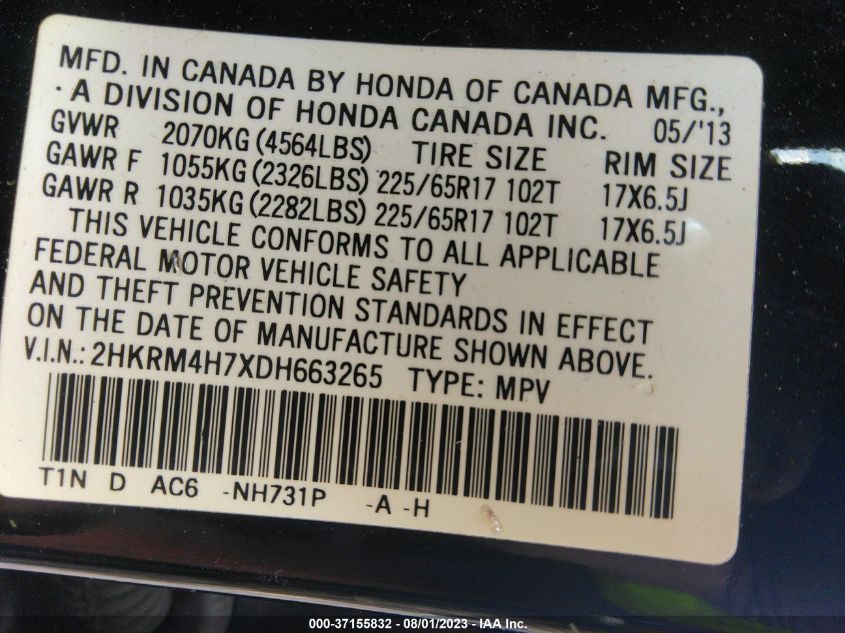 MFD. IN CANADA BY HONDA OF CANADA MFG.,
· A DIVISION OF HONDA CANADA INC. 05/'13
GVWR 2070KG (4564LBS) TIRE SIZE RIM SIZE
GAWR F 1055KG (2326LBS) 225/65R17 102T 17X6.5J
GAWR R 1035KG (2282LBS) 225/65R17 102T 17X6.5J
THIS VEHICLE CONFORMS TO ALL APPLICABLE
FEDERAL MOTOR VEHICLE SAFETY
AND THEFT PREVENTION STANDARDS IN EFFECT
ON THE DATE OF MANUFACTURE SHOWN ABOVE.
V.I.N.: 2HKRM4H7XDH663265 TYPE: MPV
T1N D AC6 -NH731P -A -H
000-37155832 - 08/01/2023 - IAA Inc.